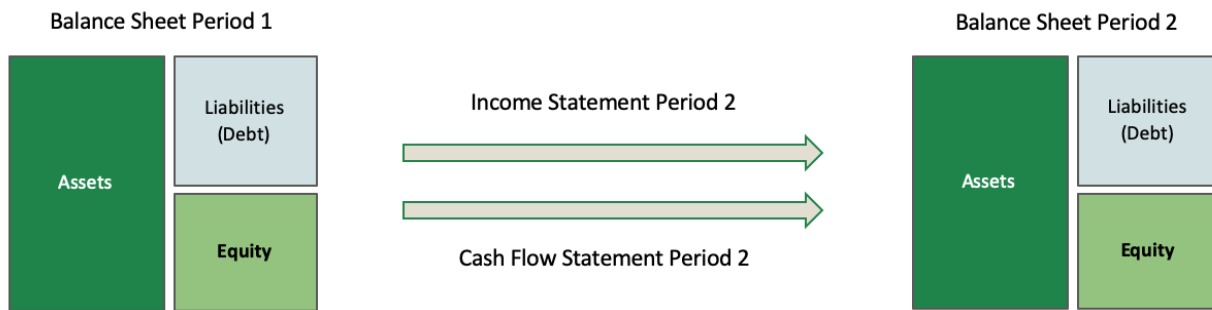 Balance Sheet Period 1
Assets
Liabilities
(Debt)
Equity
Income Statement Period 2
Cash Flow Statement Period 2
Balance Sheet Period 2
Assets
Liabilities
(Debt)
Equity